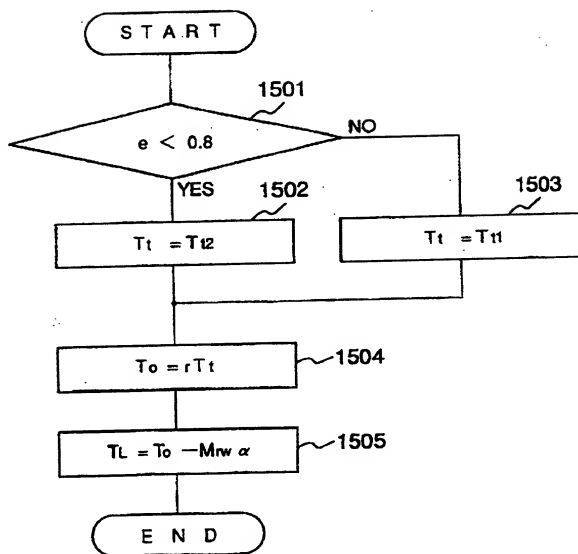 START
1501
e < 0.8
NO
YES
1502
1503
Tt = Tt2
Tt = Tt1
To = rTt
1504
TL = To — Mrw α
1505
END